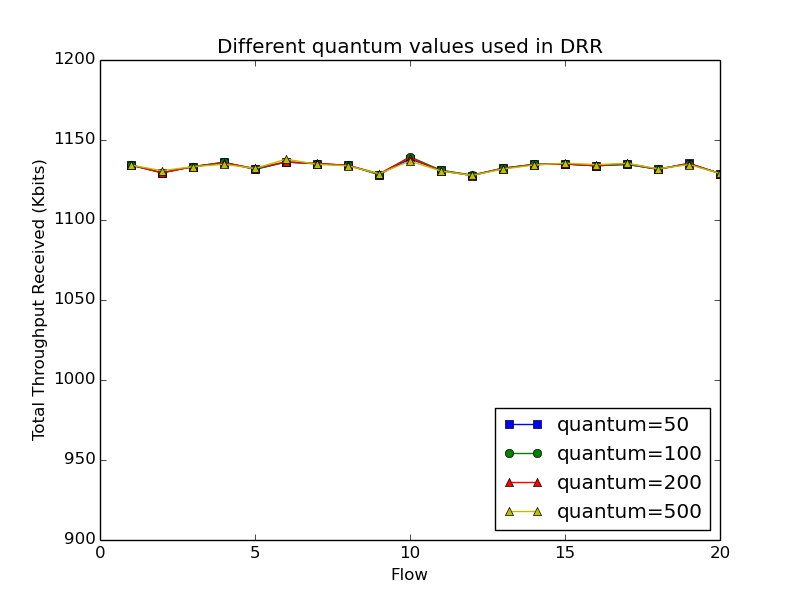 Different quantum values used in DRR
1200
1150
1100
1050
1000
950
900
Total Throughput Received (Kbits)
0
5
10
15
20
Flow
quantum=50
quantum=100
quantum=200
quantum=500